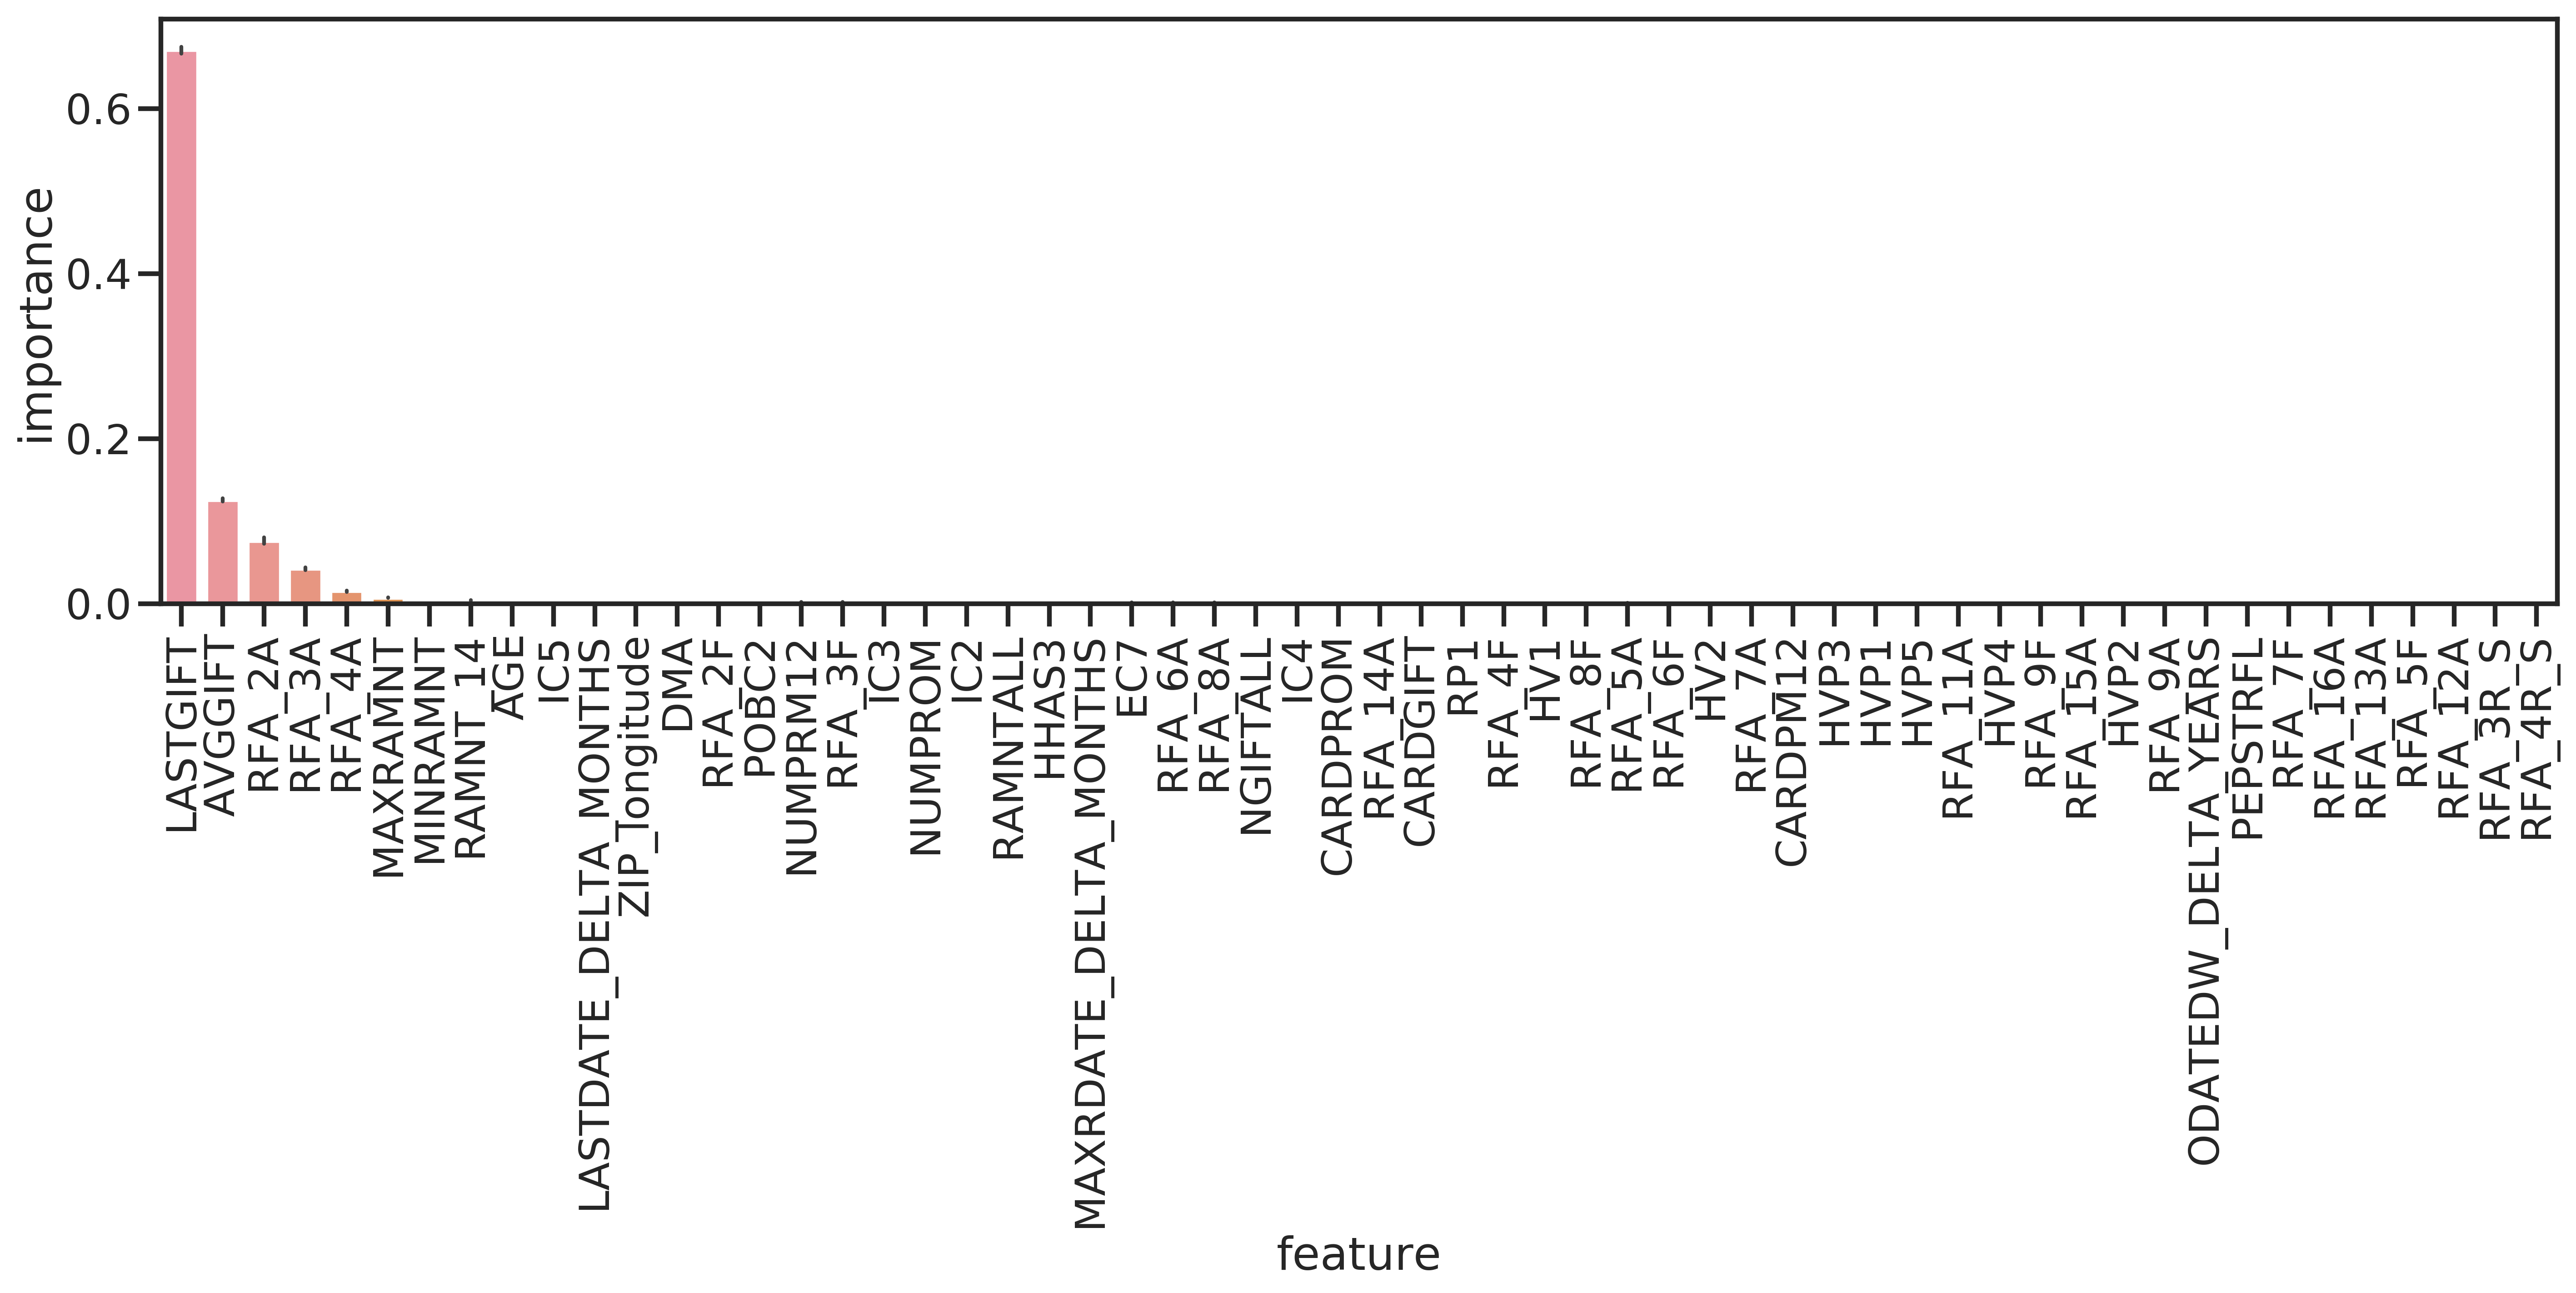 importance
0.6
0.4
0.2
0.0
LASTGIFT
AVGGIFT
RFA_2A
RFA_3A
RFA_4A
MAXRAMNT
MINRAMNT
RAMNT_14
AGE
IC5
LASTDATE_DELTA_MONTHS
ZIP_longitude
DMA
RFA_2F
POBC2
NUMPRM12
RFA_3F
IC3
NUMPROM
IC2
RAMNTALL
HHAS3
MAXRDATE_DELTA_MONTHS
EC7
RFA_6A
RFA_8A
NGIFTALL
IC4
CARDPROM
RFA_14A
CARDGIFT
RP1
RFA_4F
HV1
RFA_8F
RFA_5A
RFA_6F
HV2
RFA_7A
CARDPM12
HVP3
HVP1
HVP5
RFA_11A
HVP4
RFA_9F
RFA_15A
HVP2
RFA_9A
ODATEDW_DELTA_YEARS
PEPSTRFL
RFA_7F
RFA_16A
RFA_13A
RFA_5F
RFA_12A
RFA_3R_S
RFA_4R_S
feature